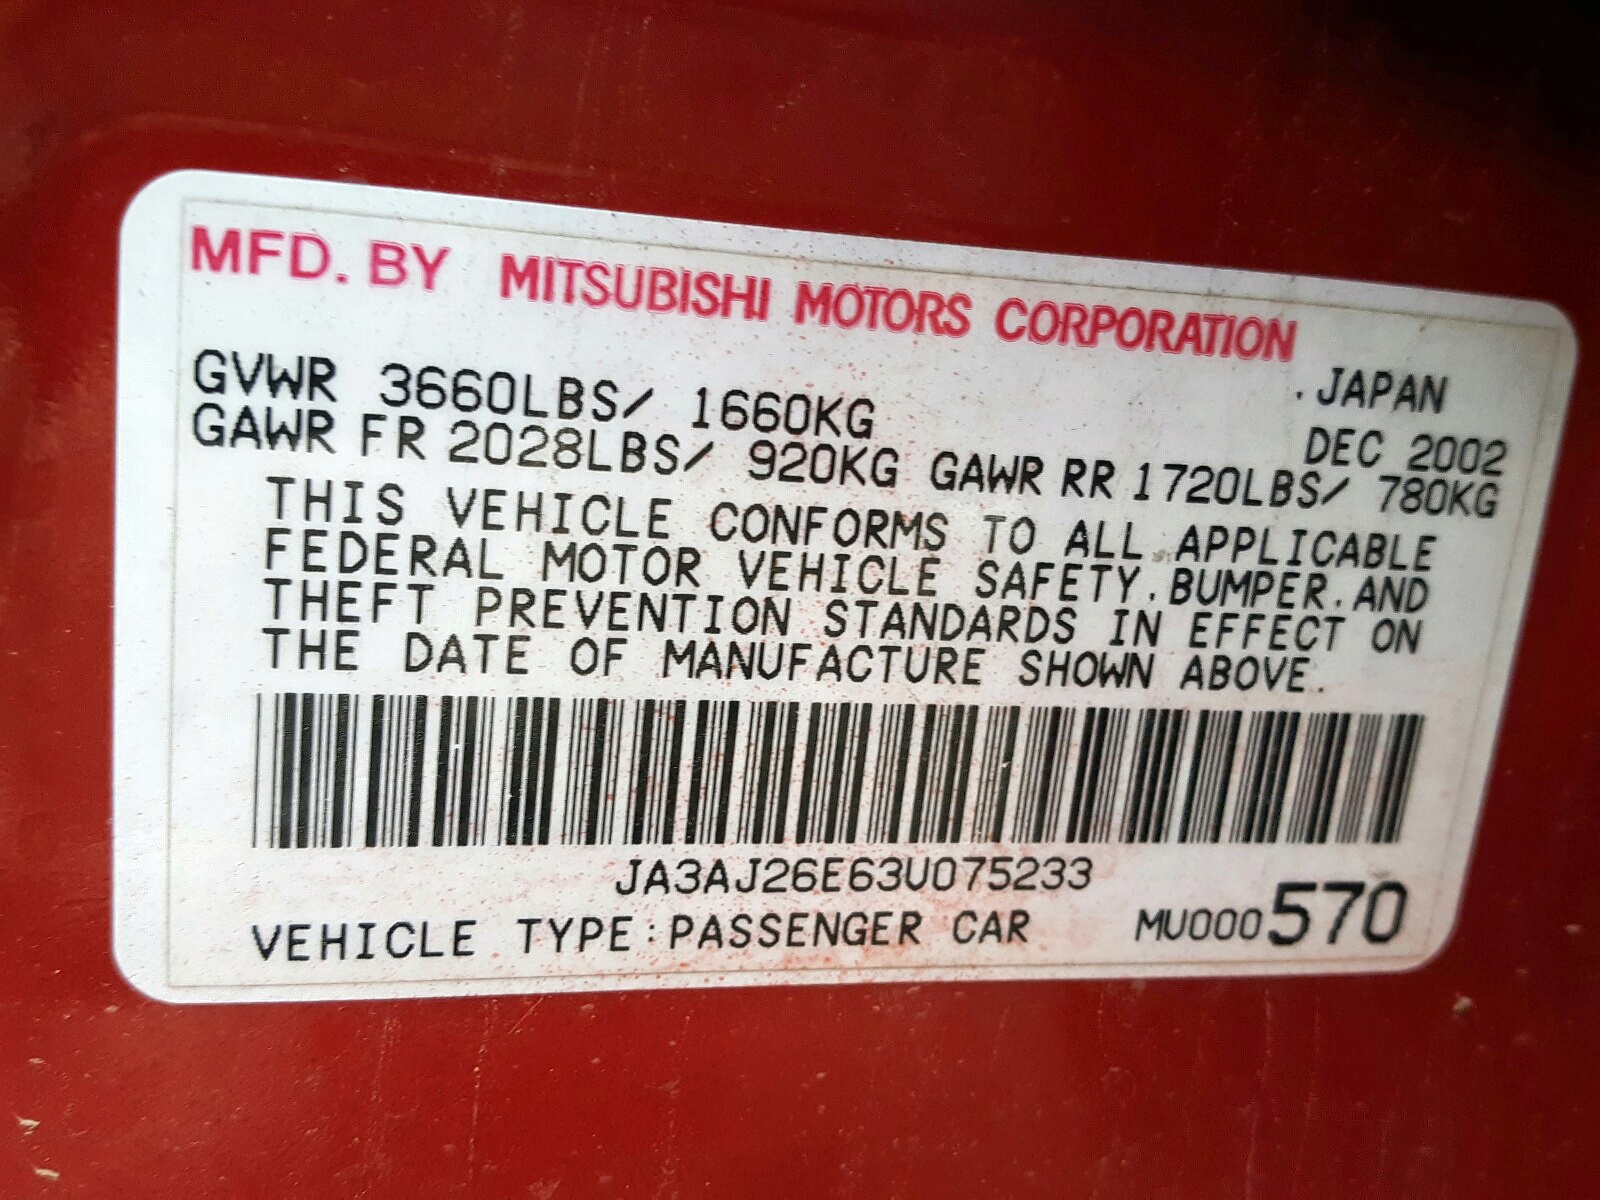 MFD. BY MITSUBISHI MOTORS CORPORATION
.JAPAN
GVWR 3660LBS/ 1660KG
DEC 2002
GAWR FR 2028LBS/ 920KG GAWR RR 1720LBS/ 780KG
THIS VEHICLE CONFORMS TO ALL APPLICABLE
FEDERAL MOTOR VEHICLE SAFETY.BUMPER.AND
THEFT PREVENTION STANDARDS IN EFFECT ON
THE DATE OF MANUFACTURE SHOWN ABOVE.
JA3AJ26E63U075233
VEHICLE TYPE:PASSENGER CAR MU000570